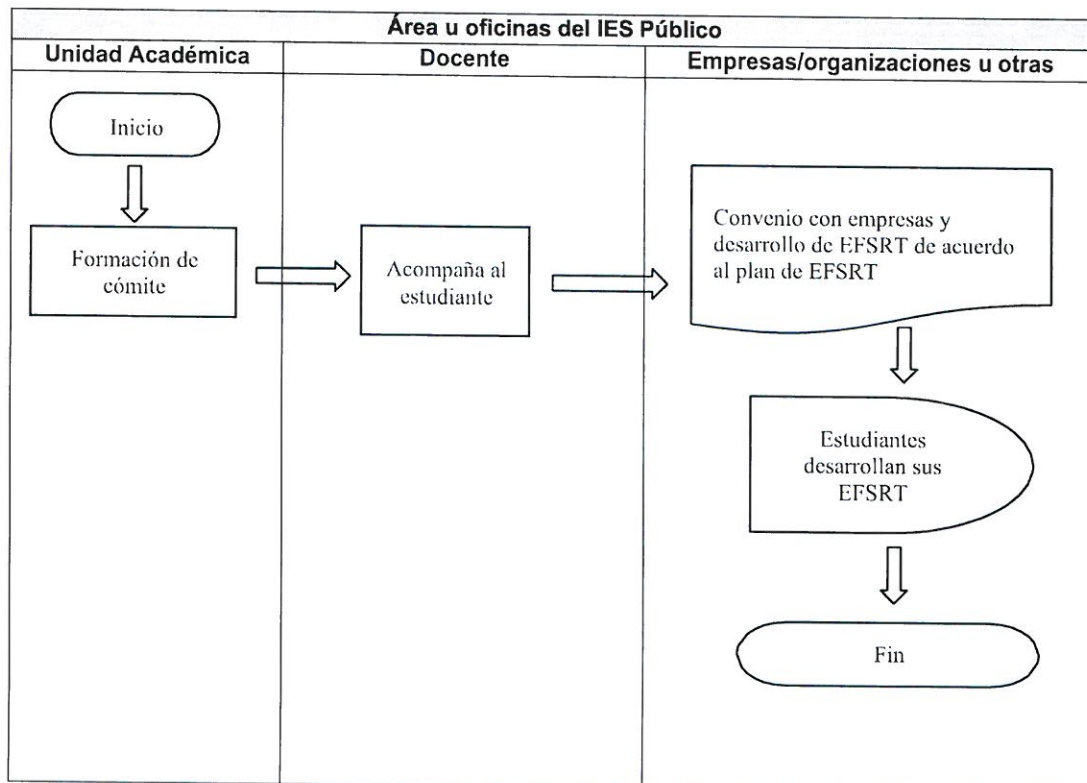 Área u oficinas del IES Público
Unidad Académica
Docente
Empresas/organizaciones u otras
Inicio
Formación de
cómite
Acompaña al
estudiante
Convenio con empresas y
desarrollo de EFSRT de acuerdo
al plan de EFSRT
Estudiantes
desarrollan sus
EFSRT
Fin